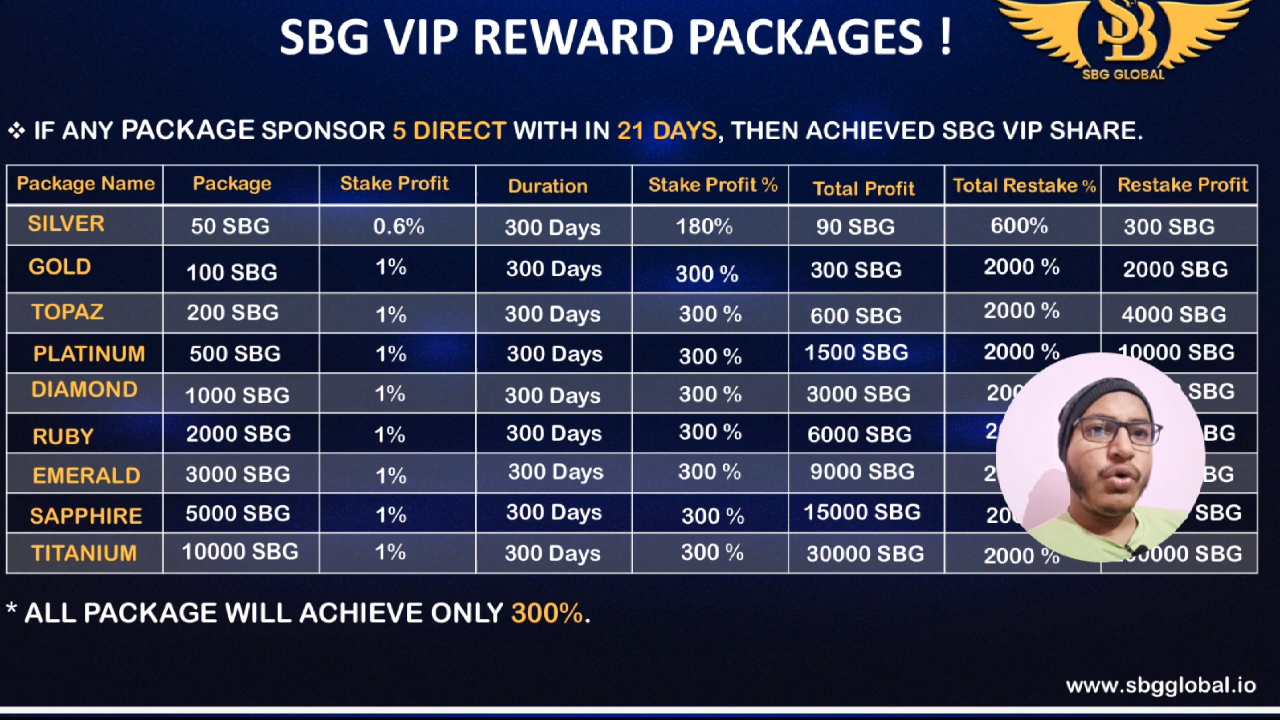 SBG VIP REWARD PACKAGES !
SB
SBG GLOBAL
❖ IF ANY PACKAGE SPONSOR 5 DIRECT WITH IN 21 DAYS, THEN ACHIEVED SBG VIP SHARE.
Package Name Package Stake Profit Duration Stake Profit % Total Profit Total Restake % Restake Profit
SILVER 50 SBG 0.6% 300 Days 180% 90 SBG 600% 300 SBG
GOLD 100 SBG 1% 300 Days 300 % 300 SBG 2000 % 2000 SBG
TOPAZ 200 SBG 1% 300 Days 300 % 600 SBG 2000 % 4000 SBG
PLATINUM 500 SBG 1% 300 Days 300 % 1500 SBG 2000 % 10000 SBG
DIAMOND 1000 SBG 1% 300 Days 300 % 3000 SBG SBG
RUBY 2000 SBG 1% 300 Days 300 % 6000 SBG
EMERALD 3000 SBG 1% 300 Days 300 % 9000 SBG
SAPPHIRE 5000 SBG 1% 300 Days 300 % 15000 SBG SBG
TITANIUM 10000 SBG 1% 300 Days 300 % 30000 SBG 2000 % SBG
* ALL PACKAGE WILL ACHIEVE ONLY 300%.
www.sbgglobal.io